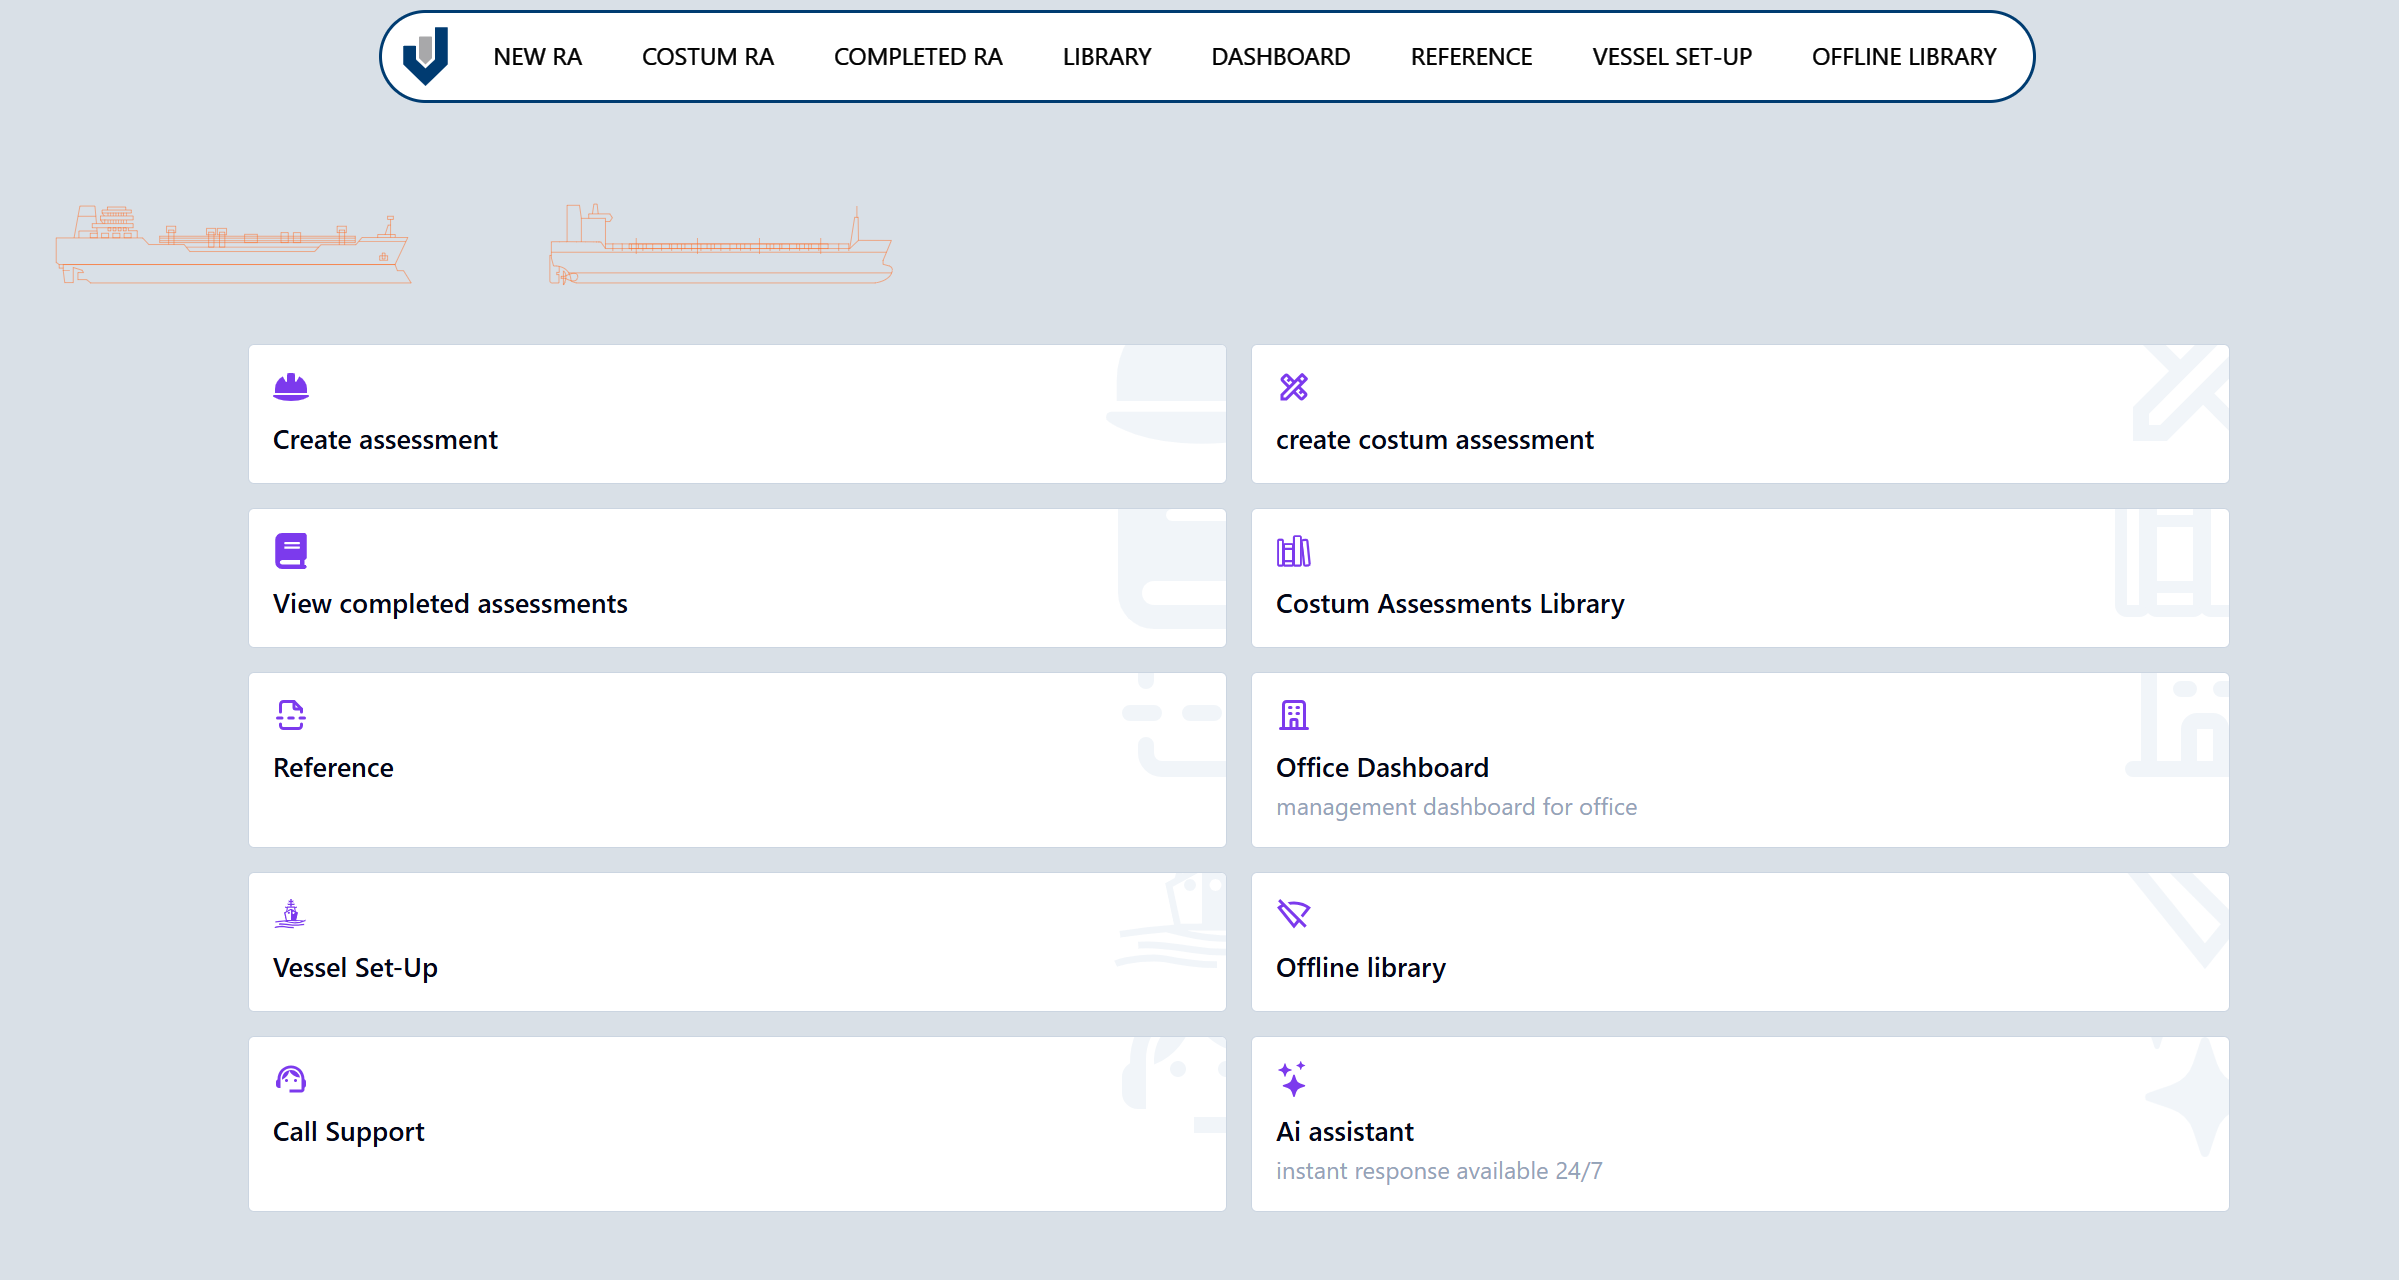 NEW RA
COSTUM RA
COMPLETED RA
LIBRARY
DASHBOARD
REFERENCE
VESSEL SET-UP
OFFLINE LIBRARY
Create assessment
create costum assessment
View completed assessments
Costum Assessments Library
Reference
Office Dashboard
management dashboard for office
Vessel Set-Up
Offline library
Call Support
Ai assistant
instant response available 24/7